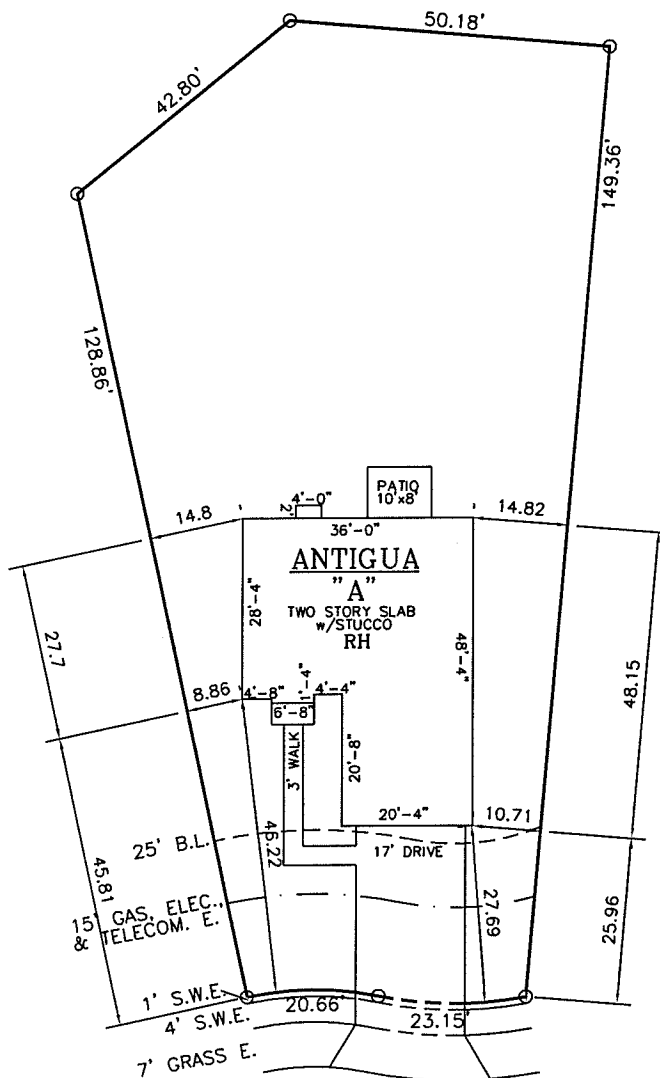 50.18'
42.80'
149.36'
128.86'
PATIO
10'x8'
4'-0"
2'
14.8
14.82
36'-0"
ANTIGUA
"A"
TWO STORY SLAB
w/STUCCO
RH
28'-4"
48'-4"
27.7
48.15
8.86
4'-8"
1'-4"
4'-4"
6'-8"
3' WALK
20'-8"
20'-4"
10.71
25' B.L.
17' DRIVE
46.22
45.81
27.69
25.96
15' GAS, ELEC.,
& TELECOM. E.
1' S.W.E.
20.66'
4' S.W.E.
23.15'
7' GRASS E.